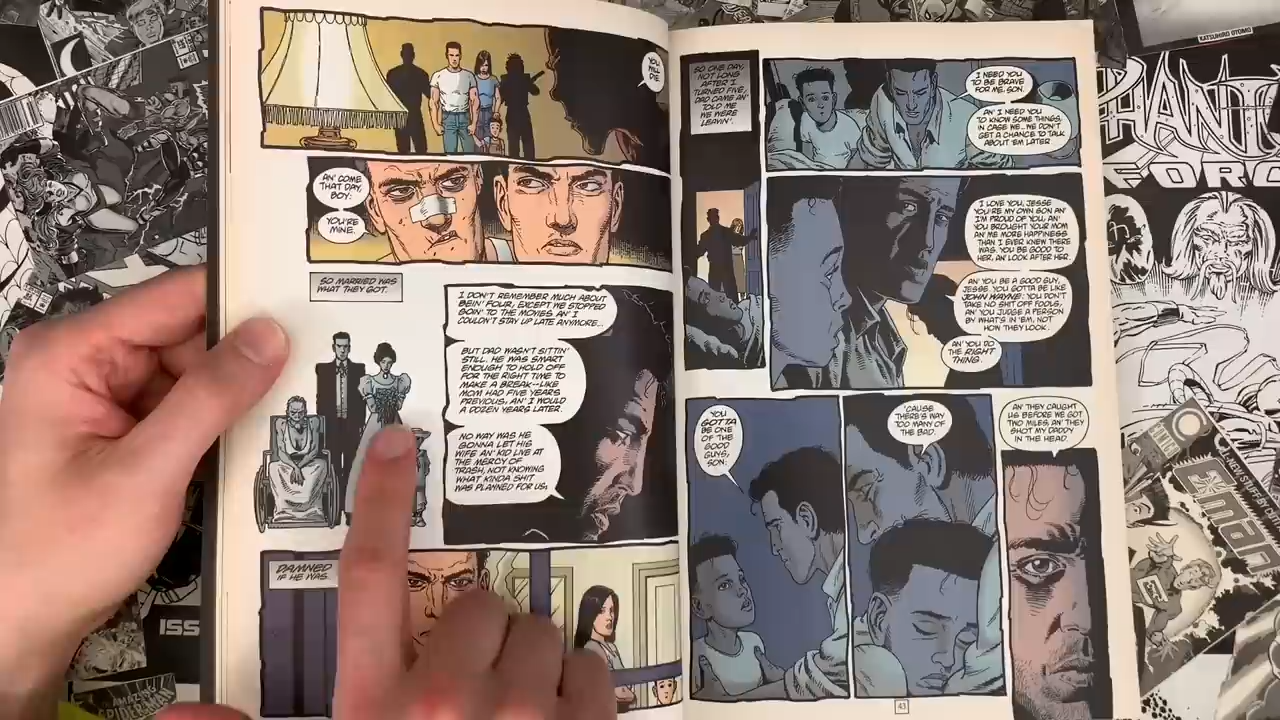 YOU
WILL
DIE.
AN' COME
THAT DAY,
BOY:
YOU'RE
MINE.
SO MARRIED WAS
WHAT THEY GOT.
I DON'T REMEMBER MUCH ABOUT
BEIN' FOUR, EXCEPT WE STOPPED
GOIN' TO THE MOVIES, AN' I
COULDN'T STAY UP LATE ANYMORE...
BUT DAD WASN'T SITTIN'
STILL. HE WAS SMART
ENOUGH TO HOLD OFF
FOR THE RIGHT TIME TO
MAKE A BREAK--LIKE
MOM HAD FIVE YEARS
PREVIOUS, AN' I WOULD
A DOZEN YEARS LATER.
NO WAY WAS HE
GONNA LET HIS
WIFE AN' KID LIVE
AT THE MERCY OF
TRASH, NOT KNOWING
WHAT KINDA SHIT
WAS PLANNED FOR US.
DAMNED
IF HE WAS.
SO ONE DAY,
NOT LONG
AFTER I
TURNED FIVE,
DAD CAME AN'
TOLD ME
WE WERE
LEAVIN'.
I NEED YOU
TO BE BRAVE
FOR ME, SON.
AN' I NEED YOU
TO KNOW SOME THINGS,
IN CASE WE... WE DON'T
GET A CHANCE TO TALK
ABOUT 'EM LATER.
I LOVE YOU, JESSE.
YOU'RE MY OWN SON AN'
I'M PROUD OF YOU, AN'
YOU BROUGHT YOUR MOM
AN' ME MORE HAPPINESS
THAN I EVER KNEW THERE
WAS. YOU BE GOOD TO
HER, AN' LOOK AFTER HER.
AN' YOU BE A GOOD GUY,
JESSE. YOU GOTTA BE LIKE
JOHN WAYNE: YOU DON'T
TAKE NO SHIT OFF FOOLS,
AN' YOU JUDGE A PERSON
BY WHAT'S IN 'EM, NOT
HOW THEY LOOK.
AN' YOU DO
THE RIGHT
THING.
YOU
GOTTA
BE ONE
OF THE
GOOD
GUYS,
SON:
'CAUSE
THERE'S WAY
TOO MANY OF
THE BAD.
AN' THEY CAUGHT
US BEFORE WE GOT
TWO MILES, AN' THEY
SHOT MY DADDY
IN THE HEAD.
43
KATSUHIRO OTOMO
PHANT
FORC
ISS
THE AMAZING
SPIDER-MAN